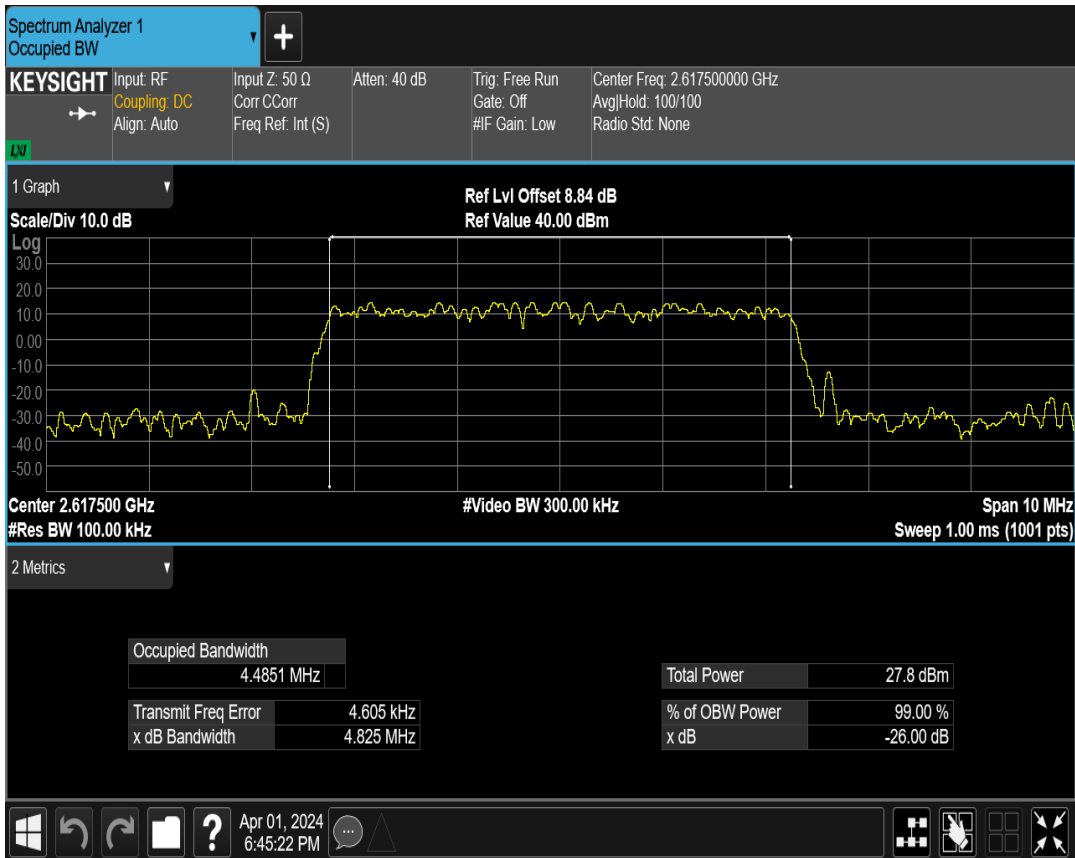 Spectrum Analyzer 1
Occupied BW
+
KEYSIGHT
Input: RF
Coupling: DC
Align: Auto
Input Z: 50 Ω
Corr CCorr
Freq Ref: Int (S)
Atten: 40 dB
Trig: Free Run
Gate: Off
#IF Gain: Low
Center Freq: 2.617500000 GHz
Avg|Hold: 100/100
Radio Std: None
LXI
1 Graph
Ref Lvl Offset 8.84 dB
Scale/Div 10.0 dB
Ref Value 40.00 dBm
Log
30.0
20.0
10.0
0.00
-10.0
-20.0
-30.0
-40.0
-50.0
Center 2.617500 GHz
#Video BW 300.00 kHz
Span 10 MHz
#Res BW 100.00 kHz
Sweep 1.00 ms (1001 pts)
2 Metrics
Occupied Bandwidth
4.4851 MHz
Total Power 27.8 dBm
Transmit Freq Error 4.605 kHz
% of OBW Power 99.00 %
x dB Bandwidth 4.825 MHz
x dB -26.00 dB
?
Apr 01, 2024
6:45:22 PM